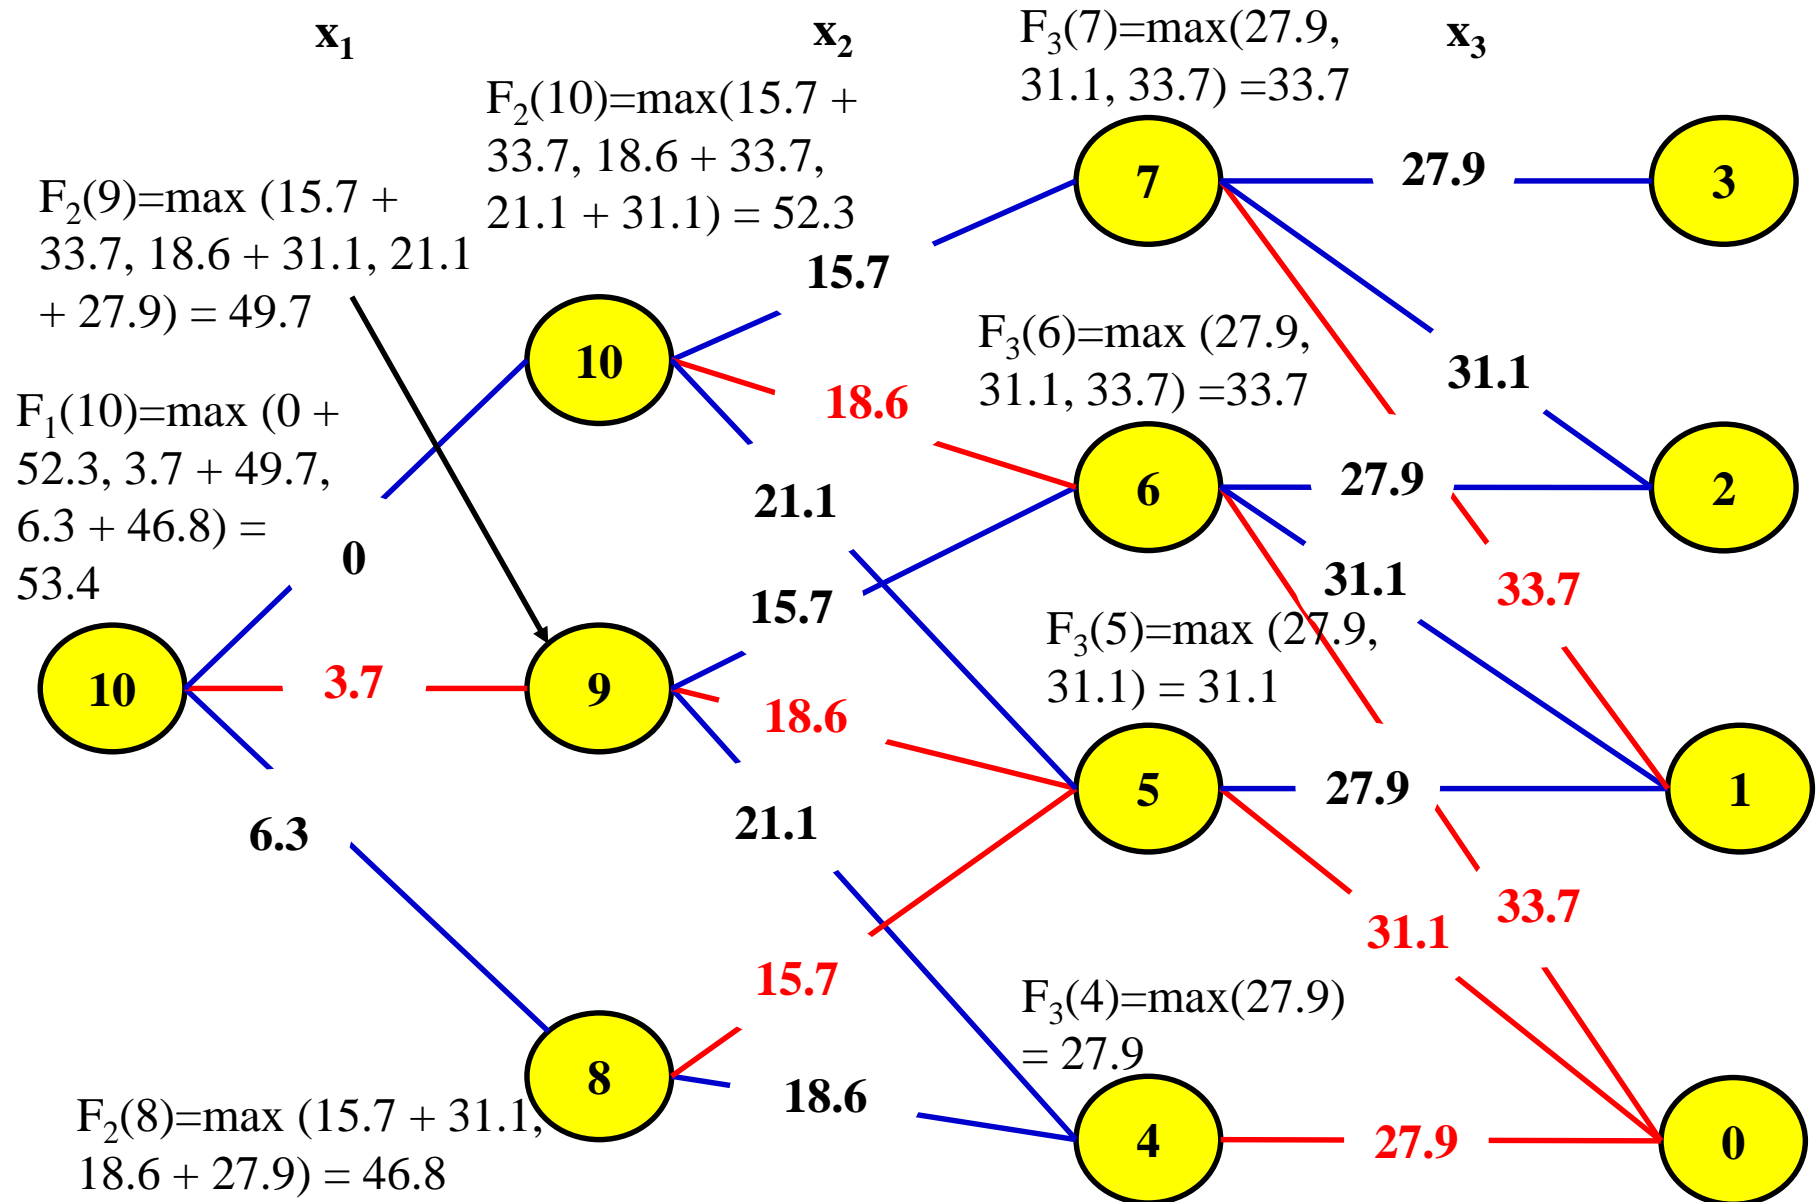 x₁
x₂
x₃
F₃(7)=max(27.9,
31.1, 33.7) =33.7
F₂(10)=max(15.7 +
33.7, 18.6 + 33.7,
21.1 + 31.1) = 52.3
F₂(9)=max (15.7 +
33.7, 18.6 + 31.1, 21.1
+ 27.9) = 49.7
F₁(10)=max (0 +
52.3, 3.7 + 49.7,
6.3 + 46.8) =
53.4
F₃(6)=max (27.9,
31.1, 33.7) =33.7
F₃(5)=max (27.9,
31.1) = 31.1
F₃(4)=max(27.9)
= 27.9
F₂(8)=max (15.7 + 31.1,
18.6 + 27.9) = 46.8
10
0
3.7
6.3
10
9
8
15.7
18.6
21.1
15.7
18.6
21.1
15.7
18.6
7
6
5
4
27.9
31.1
33.7
27.9
31.1
33.7
27.9
31.1
27.9
3
2
1
0